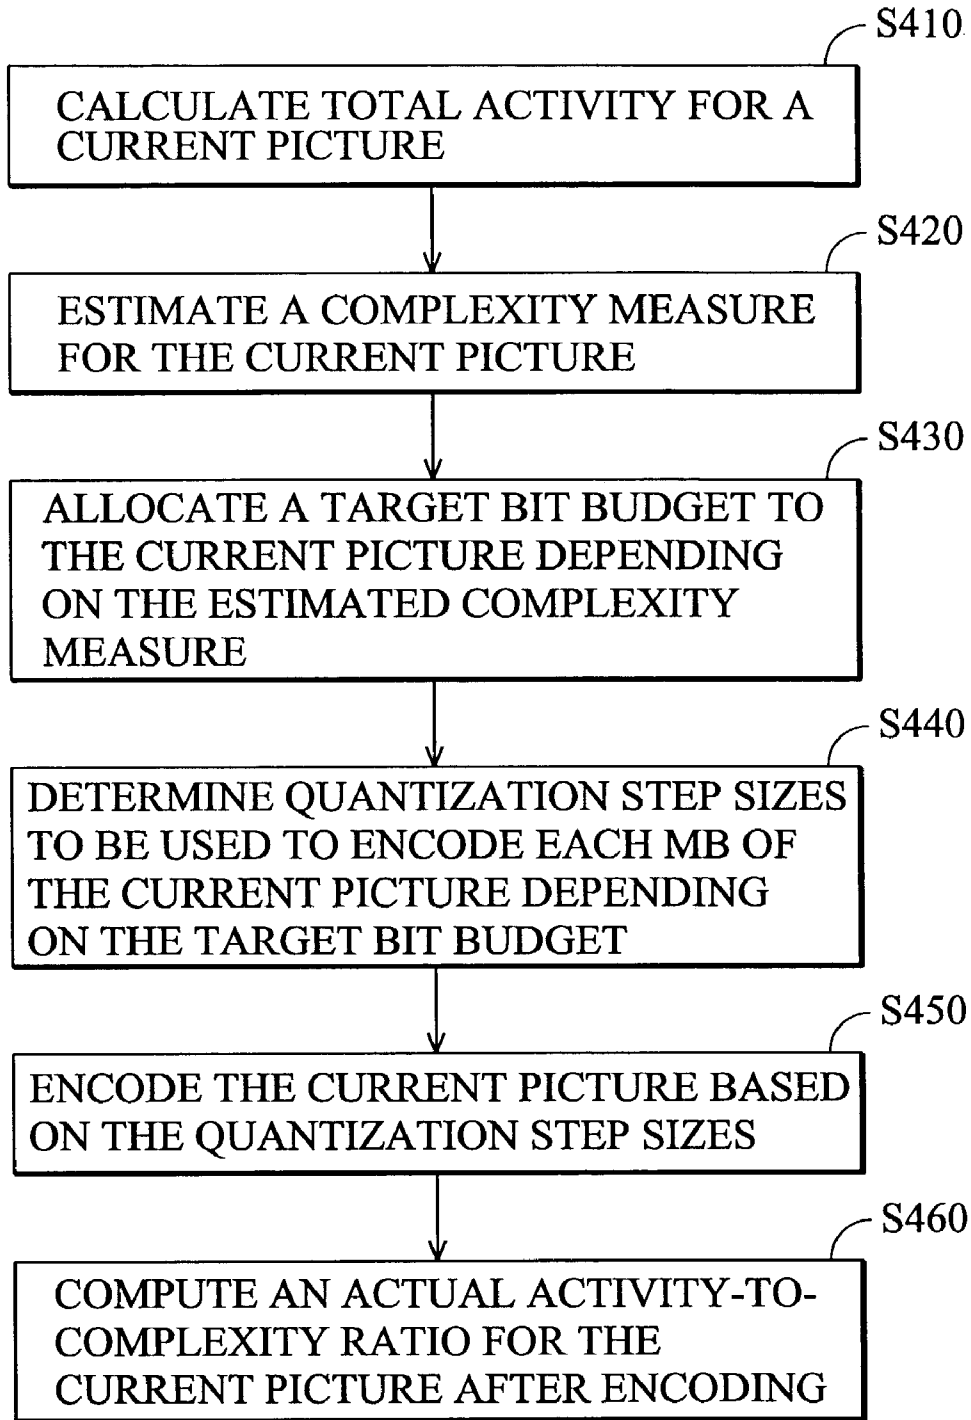 S410
CALCULATE TOTAL ACTIVITY FOR A
CURRENT PICTURE
S420
ESTIMATE A COMPLEXITY MEASURE
FOR THE CURRENT PICTURE
S430
ALLOCATE A TARGET BIT BUDGET TO
THE CURRENT PICTURE DEPENDING
ON THE ESTIMATED COMPLEXITY
MEASURE
S440
DETERMINE QUANTIZATION STEP SIZES
TO BE USED TO ENCODE EACH MB OF
THE CURRENT PICTURE DEPENDING
ON THE TARGET BIT BUDGET
S450
ENCODE THE CURRENT PICTURE BASED
ON THE QUANTIZATION STEP SIZES
S460
COMPUTE AN ACTUAL ACTIVITY-TO-
COMPLEXITY RATIO FOR THE
CURRENT PICTURE AFTER ENCODING